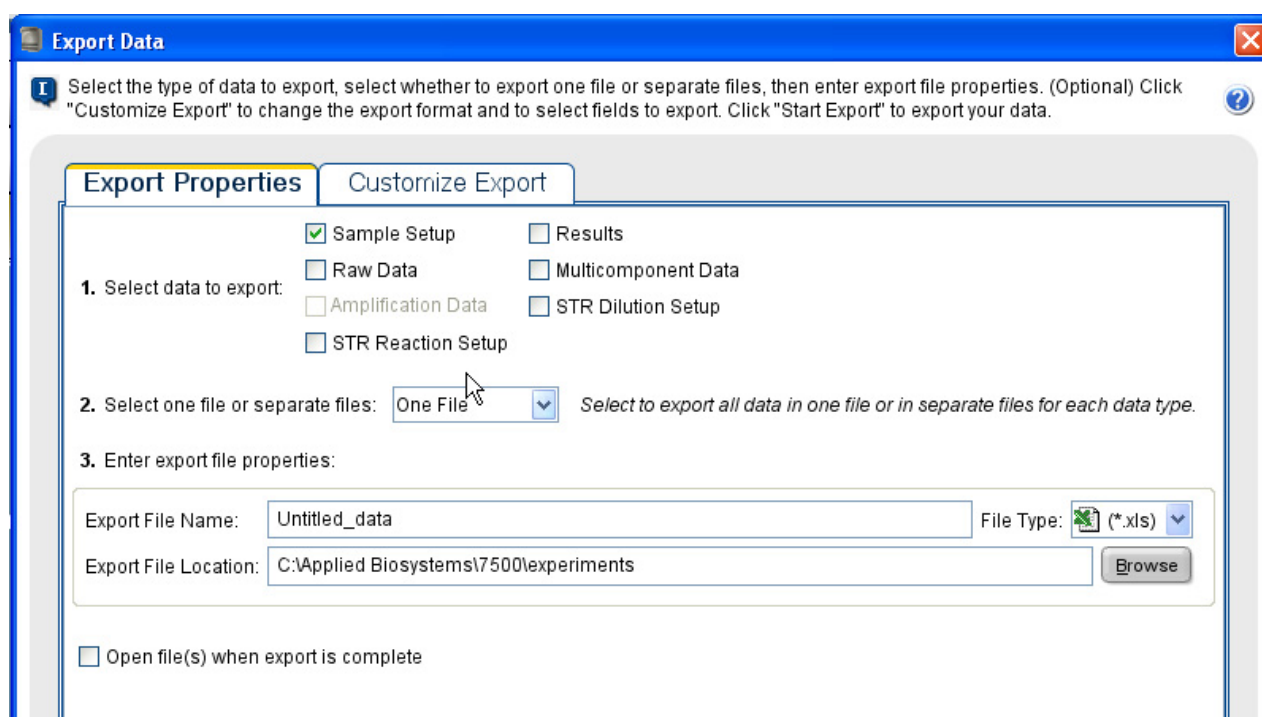 Export Data
Select the type of data to export, select whether to export one file or separate files, then enter export file properties. (Optional) Click
"Customize Export" to change the export format and to select fields to export. Click "Start Export" to export your data.
Export Properties Customize Export
Sample Setup Results
Raw Data Multicomponent Data
1. Select data to export:
Amplification Data STR Dilution Setup
STR Reaction Setup
2. Select one file or separate files: One File Select to export all data in one file or in separate files for each data type.
3. Enter export file properties:
Export File Name: Untitled_data File Type: (*.xls)
Export File Location: C:\Applied Biosystems\7500\experiments Browse
Open file(s) when export is complete